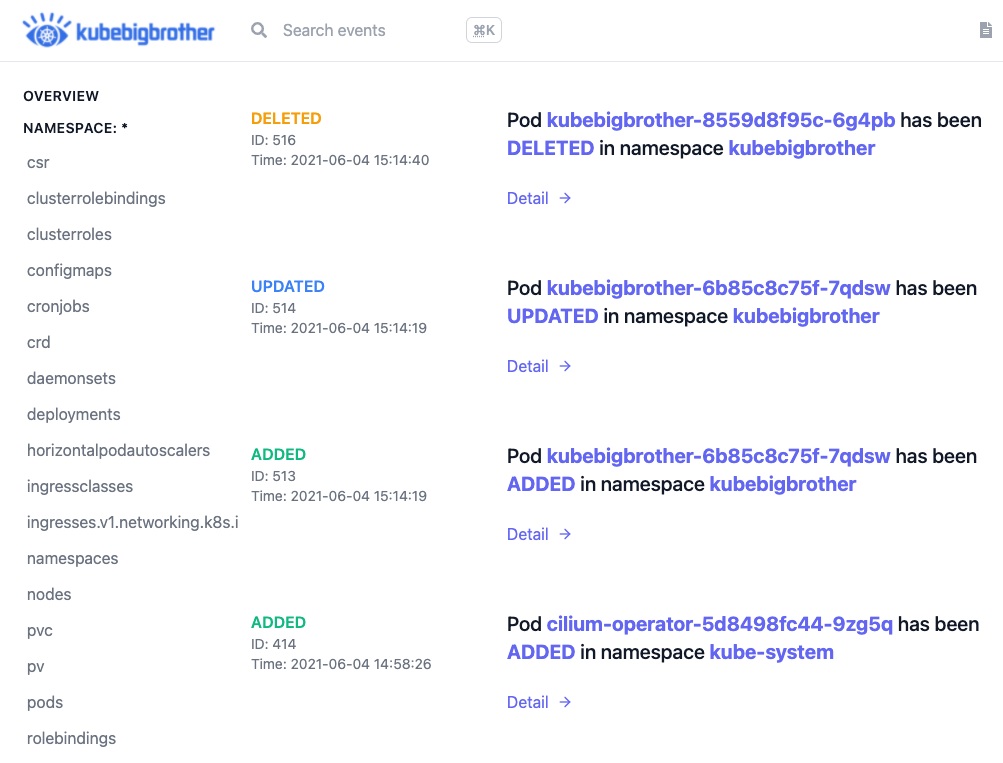 kubebigbrother
Search events
⌘K
OVERVIEW
NAMESPACE: *
csr
clusterrolebindings
clusterroles
configmaps
cronjobs
crd
daemonsets
deployments
horizontalpodautoscalers
ingressclasses
ingresses.v1.networking.k8s.i
namespaces
nodes
pvc
pv
pods
rolebindings
DELETED
ID: 516
Time: 2021-06-04 15:14:40
Pod kubebigbrother-8559d8f95c-6g4pb has been
DELETED in namespace kubebigbrother
Detail →
UPDATED
ID: 514
Time: 2021-06-04 15:14:19
Pod kubebigbrother-6b85c8c75f-7qdsw has been
UPDATED in namespace kubebigbrother
Detail →
ADDED
ID: 513
Time: 2021-06-04 15:14:19
Pod kubebigbrother-6b85c8c75f-7qdsw has been
ADDED in namespace kubebigbrother
Detail →
ADDED
ID: 414
Time: 2021-06-04 14:58:26
Pod cilium-operator-5d8498fc44-9zg5q has been
ADDED in namespace kube-system
Detail →